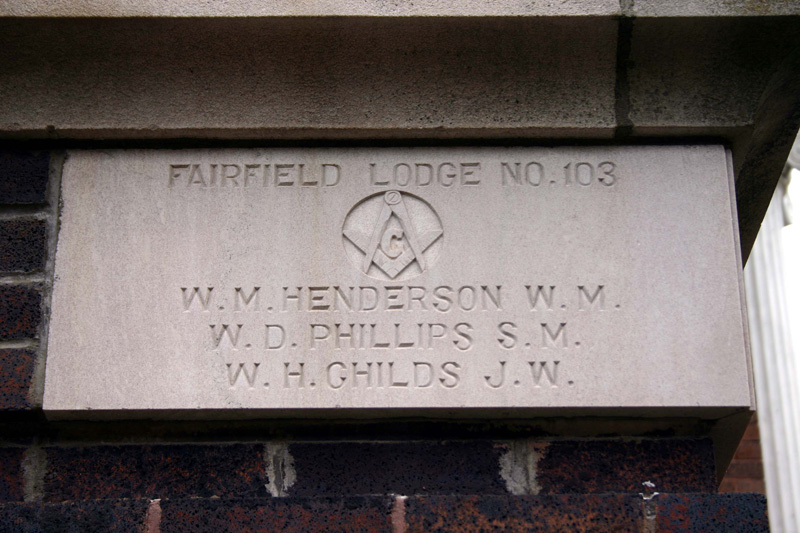 FAIRFIELD LODGE NO. 103
G
W. M. HENDERSON W. M.
W. D. PHILLIPS S. M.
W. H. CHILDS J. W.